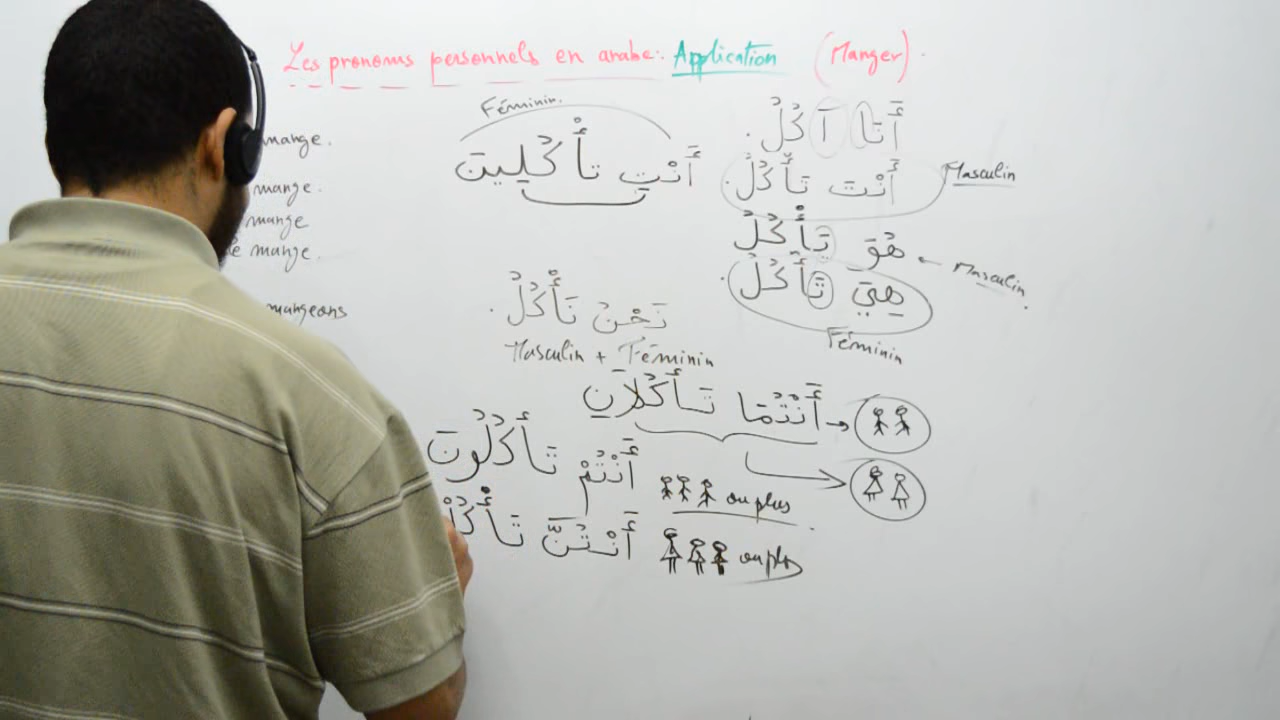 Les pronoms personnels en arabe: Application (Manger).
mange.
mange.
mange
mange.
mangeons
Féminin.
أَنْتِ تَأْكُلِينَ
أَنَا آكُلُ.
أَنْتَ تَأْكُلُ.
Masculin
هُوَ يَأْكُلُ
Masculin.
هِيَ تَأْكُلُ.
Féminin
نَحْنُ نَأْكُلُ.
Masculin + Féminin
أَنْتُمَا تَأْكُلَانِ
أَنْتُمْ تَأْكُلُونَ
ou plus
أَنْتُنَّ تَأْكُلْ
ou plus